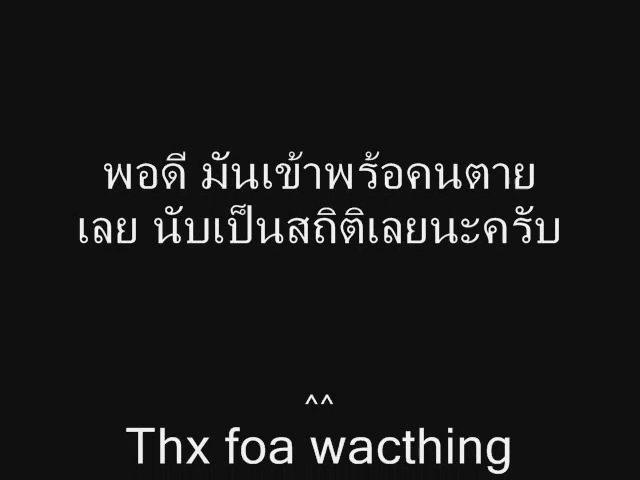 พอดี มันเข้าพร้อคนตาย
เลย นับเป็นสถิติเลยนะครับ
^^
Thx foa wacthing